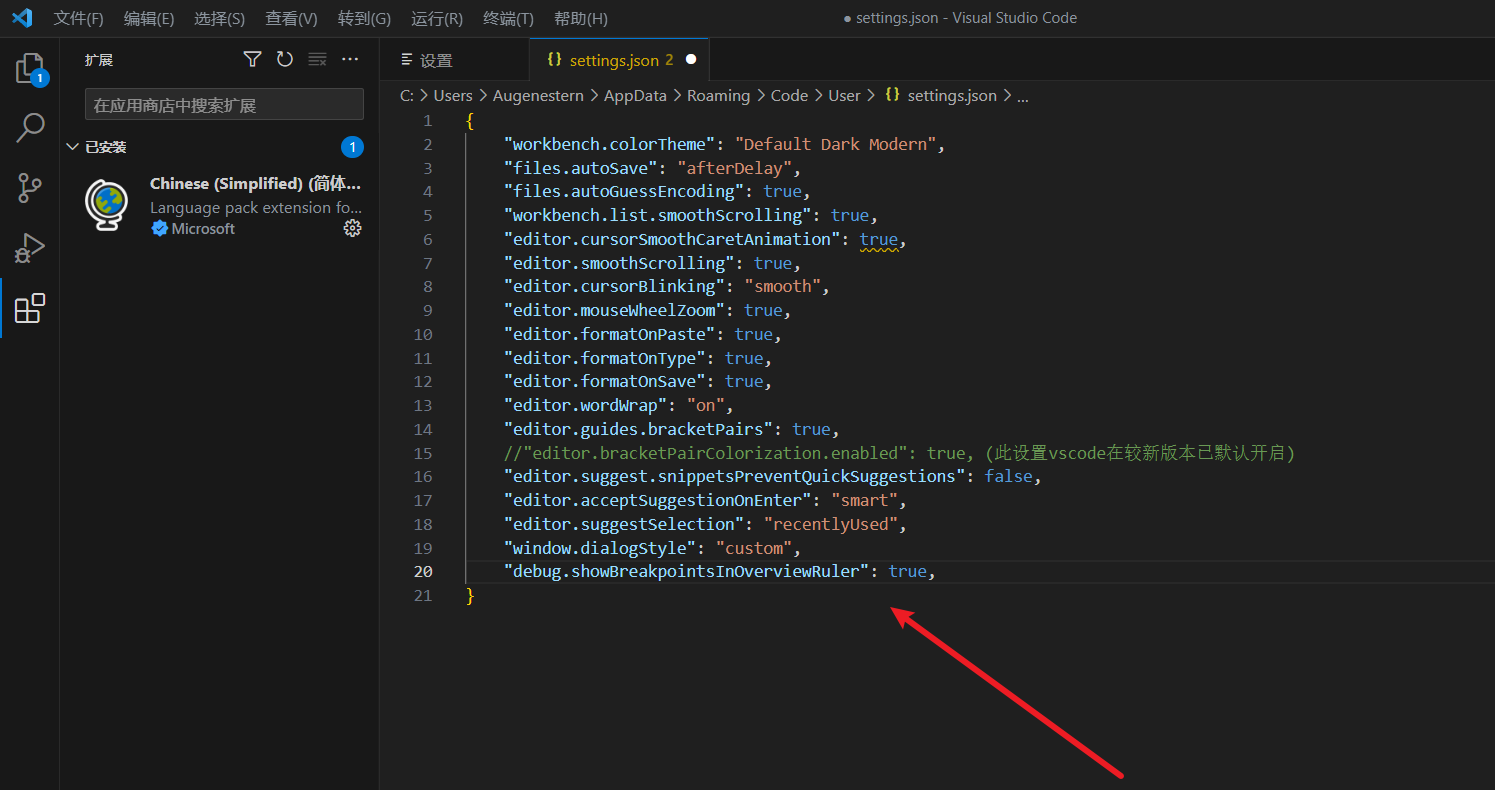 文件(F) 编辑(E) 选择(S) 查看(V) 转到(G) 运行(R) 终端(T) 帮助(H) ● settings.json - Visual Studio Code
扩展
1
在应用商店中搜索扩展
已安装 1
Chinese (Simplified) (简体...
Language pack extension fo...
Microsoft
设置 {} settings.json 2 ●
C: > Users > Augenestern > AppData > Roaming > Code > User > {} settings.json > ...
1 {
2 "workbench.colorTheme": "Default Dark Modern",
3 "files.autoSave": "afterDelay",
4 "files.autoGuessEncoding": true,
5 "workbench.list.smoothScrolling": true,
6 "editor.cursorSmoothCaretAnimation": true,
7 "editor.smoothScrolling": true,
8 "editor.cursorBlinking": "smooth",
9 "editor.mouseWheelZoom": true,
10 "editor.formatOnPaste": true,
11 "editor.formatOnType": true,
12 "editor.formatOnSave": true,
13 "editor.wordWrap": "on",
14 "editor.guides.bracketPairs": true,
15 //"editor.bracketPairColorization.enabled": true, (此设置vscode在较新版本已默认开启)
16 "editor.suggest.snippetsPreventQuickSuggestions": false,
17 "editor.acceptSuggestionOnEnter": "smart",
18 "editor.suggestSelection": "recentlyUsed",
19 "window.dialogStyle": "custom",
20 "debug.showBreakpointsInOverviewRuler": true,
21 }